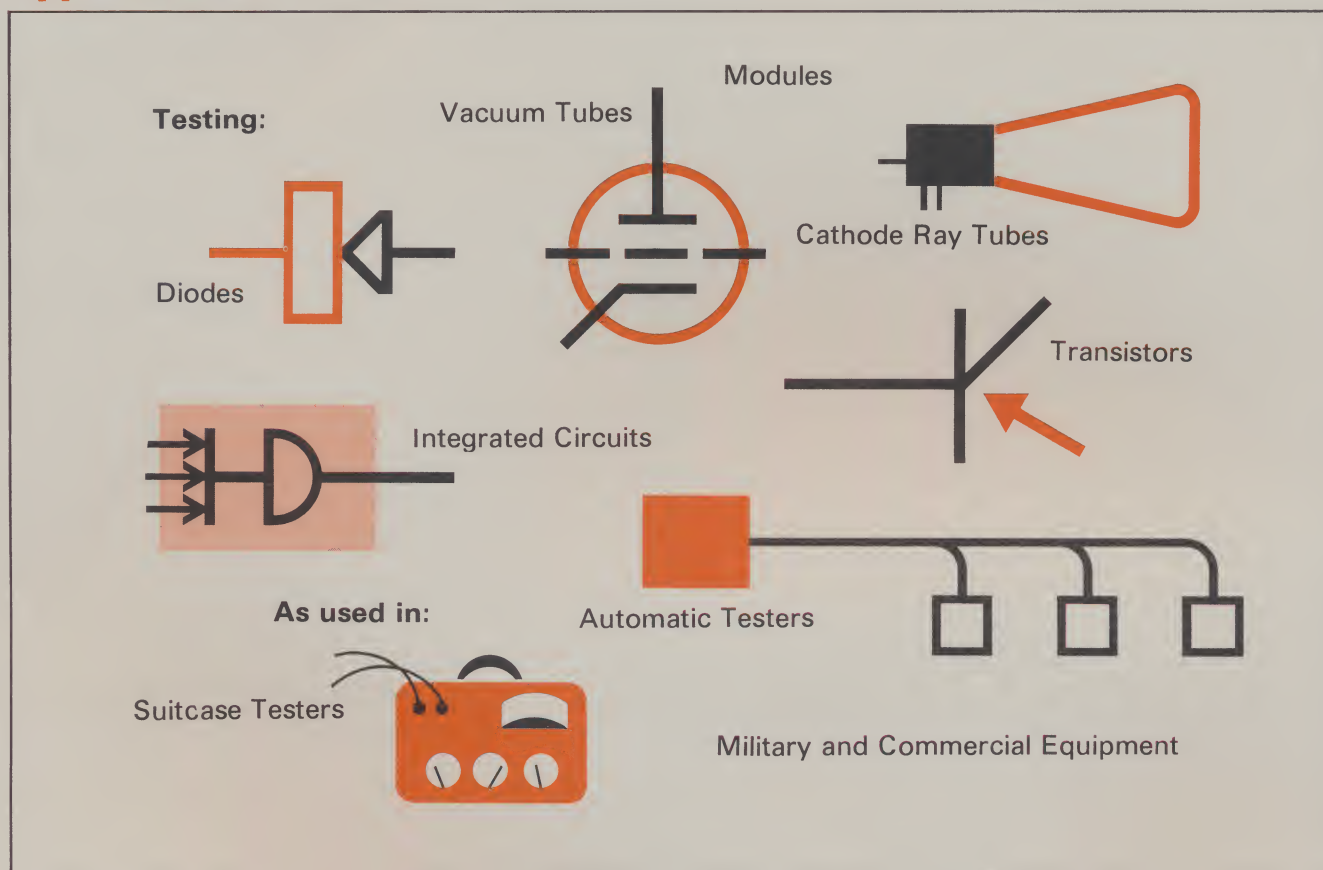 Testing:
Vacuum Tubes
Modules
Diodes
Cathode Ray Tubes
Transistors
Integrated Circuits
As used in:
Automatic Testers
Suitcase Testers
Military and Commercial Equipment